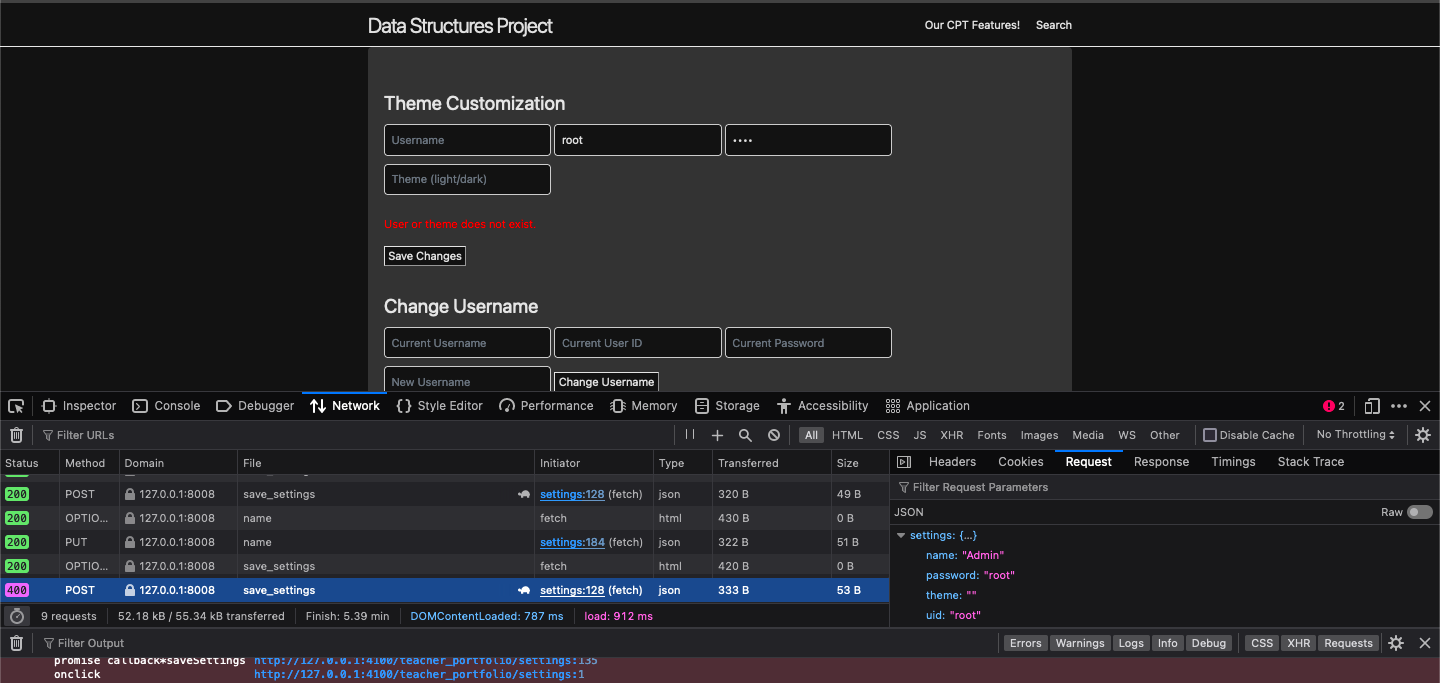 Data Structures Project Our CPT Features! Search
Theme Customization
Username root ••••
Theme (light/dark)
User or theme does not exist.
Save Changes
Change Username
Current Username Current User ID Current Password
New Username Change Username
Inspector Console Debugger Network Style Editor Performance Memory Storage Accessibility Application 2
Filter URLs All HTML CSS JS XHR Fonts Images Media WS Other Disable Cache No Throttling
Status Method Domain File Initiator Type Transferred Size
200 POST 127.0.0.1:8008 save_settings settings:128 (fetch) json 320 B 49 B
200 OPTIO... 127.0.0.1:8008 name fetch html 430 B 0 B
200 PUT 127.0.0.1:8008 name settings:184 (fetch) json 322 B 51 B
200 OPTIO... 127.0.0.1:8008 save_settings fetch html 420 B 0 B
400 POST 127.0.0.1:8008 save_settings settings:128 (fetch) json 333 B 53 B
9 requests 52.18 kB / 55.34 kB transferred Finish: 5.39 min DOMContentLoaded: 787 ms load: 912 ms
Headers Cookies Request Response Timings Stack Trace
Filter Request Parameters
JSON Raw
settings: {…}
name: "Admin"
password: "root"
theme: ""
uid: "root"
Filter Output Errors Warnings Logs Info Debug CSS XHR Requests
promise callback*saveSettings http://127.0.0.1:4100/teacher_portfolio/settings:135
onclick http://127.0.0.1:4100/teacher_portfolio/settings:1